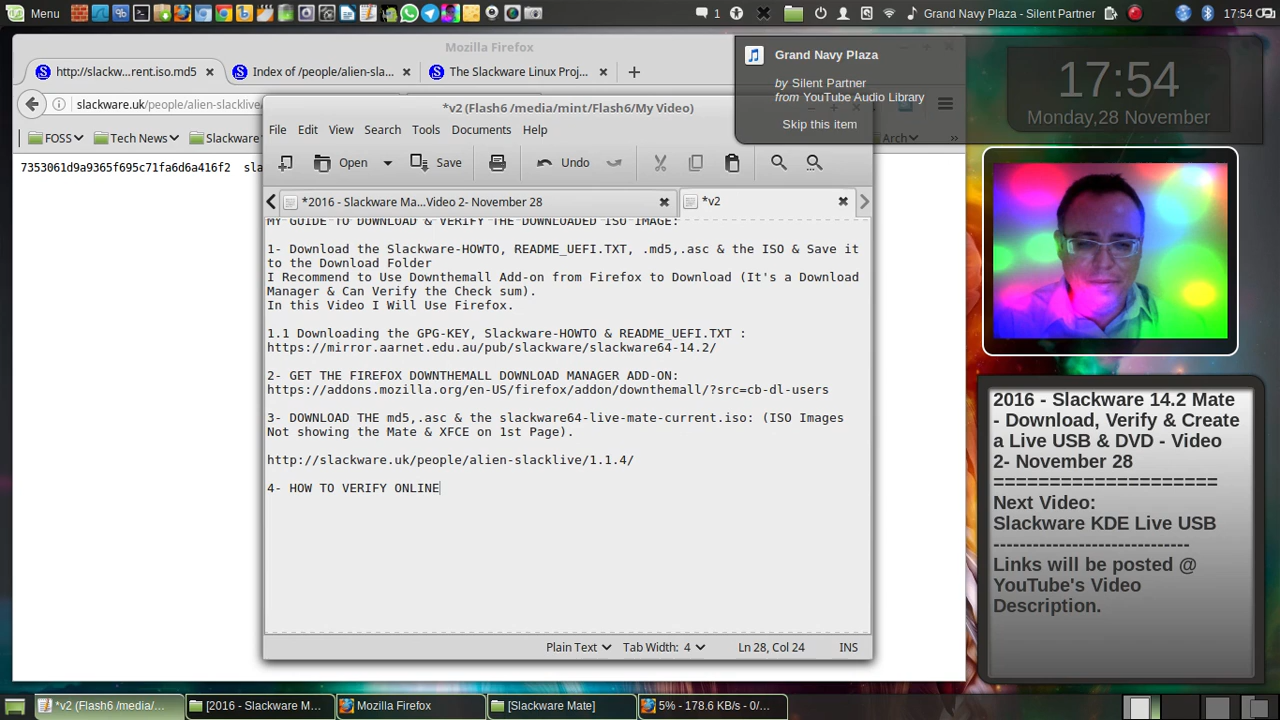 Menu
1
Grand Navy Plaza - Silent Partner
17:54
Mozilla Firefox
http://slackw...rent.iso.md5
Index of /people/alien-sla...
The Slackware Linux Proj...
slackware.uk/people/alien-slackliv
FOSS
Tech News
Slackware
Arch
7353061d9a9365f695c71fa6d6a416f2 sla
*v2 (Flash6 /media/mint/Flash6/My Video)
File Edit View Search Tools Documents Help
Open
Save
Undo
*2016 - Slackware Ma...Video 2- November 28
*v2
MY GUIDE TO DOWNLOAD & VERIFY THE DOWNLOADED ISO IMAGE:
1- Download the Slackware-HOWTO, README_UEFI.TXT, .md5,.asc & the ISO & Save it
to the Download Folder
I Recommend to Use Downthemall Add-on from Firefox to Download (It's a Download
Manager & Can Verify the Check sum).
In this Video I Will Use Firefox.
1.1 Downloading the GPG-KEY, Slackware-HOWTO & README_UEFI.TXT :
https://mirror.aarnet.edu.au/pub/slackware/slackware64-14.2/
2- GET THE FIREFOX DOWNTHEMALL DOWNLOAD MANAGER ADD-ON:
https://addons.mozilla.org/en-US/firefox/addon/downthemall/?src=cb-dl-users
3- DOWNLOAD THE md5,.asc & the slackware64-live-mate-current.iso: (ISO Images
Not showing the Mate & XFCE on 1st Page).
http://slackware.uk/people/alien-slacklive/1.1.4/
4- HOW TO VERIFY ONLINE
Plain Text
Tab Width: 4
Ln 28, Col 24
INS
Grand Navy Plaza
by Silent Partner
from YouTube Audio Library
Skip this item
17:54
Monday,28 November
2016 - Slackware 14.2 Mate
- Download, Verify & Create
a Live USB & DVD - Video
2- November 28
====================
Next Video:
Slackware KDE Live USB
----------------------------
Links will be posted @
YouTube's Video
Description.
*v2 (Flash6 /media/...
[2016 - Slackware M...
Mozilla Firefox
[Slackware Mate]
5% - 178.6 KB/s - 0/...